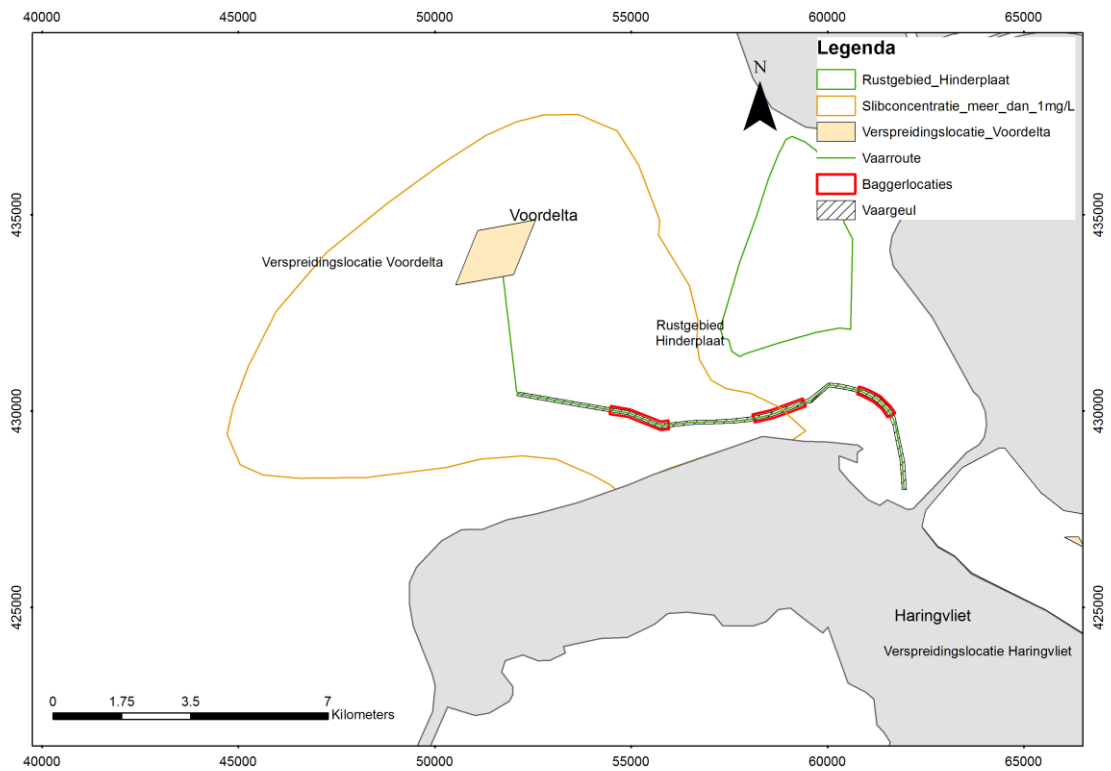 40000 45000 50000 55000 60000 65000
Legenda
N
Rustgebied_Hinderplaat
Slibconcentratie_meer_dan_1mg/L
Verspreidingslocatie_Voordelta
Vaarroute
Baggerlocaties
Vaargeul
435000 435000
Voordelta
Verspreidingslocatie Voordelta
Rustgebied
Hinderplaat
430000 430000
425000 425000
Haringvliet
Verspreidingslocatie Haringvliet
0 1.75 3.5 7
Kilometers
40000 45000 50000 55000 60000 65000